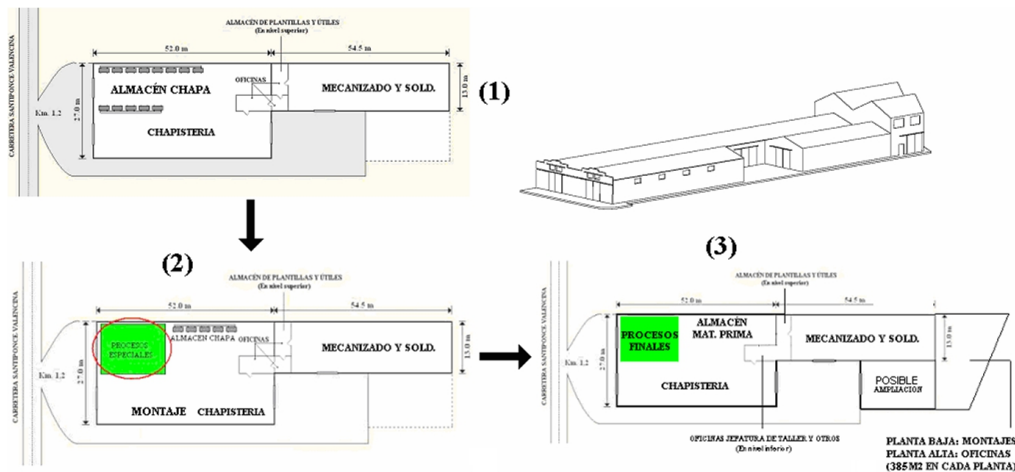 ALMACÉN DE PLANTILLAS Y ÚTILES
(En nivel superior)
52.0 m
54.5 m
CARRETERA SANTIPONCE-VALENCINA
Km. 1,2
27.0 m
ALMACÉN CHAPA
OFICINAS
MECANIZADO Y SOLD.
13.0 m
CHAPISTERIA
(1)
(2)
ALMACÉN DE PLANTILLAS Y ÚTILES
(En nivel superior)
52.0 m
54.5 m
CARRETERA SANTIPONCE-VALENCINA
Km. 1,2
27.0 m
PROCESOS
ESPECIALES
ALMACEN CHAPA
OFICINAS
MECANIZADO Y SOLD.
13.0 m
MONTAJE
CHAPISTERIA
(3)
ALMACÉN DE PLANTILLAS Y ÚTILES
(En nivel superior)
52.0 m
54.5 m
CARRETERA SANTIPONCE-VALENCINA
Km. 1,2
27.0 m
PROCESOS
FINALES
ALMACÉN
MAT. PRIMA
MECANIZADO Y SOLD.
13.0 m
CHAPISTERIA
POSIBLE
AMPLIACION
OFICINAS JEFATURA DE TALLER Y OTROS
(En nivel inferior)
PLANTA BAJA: MONTAJES
PLANTA ALTA: OFICINAS
(385 M2 EN CADA PLANTA)